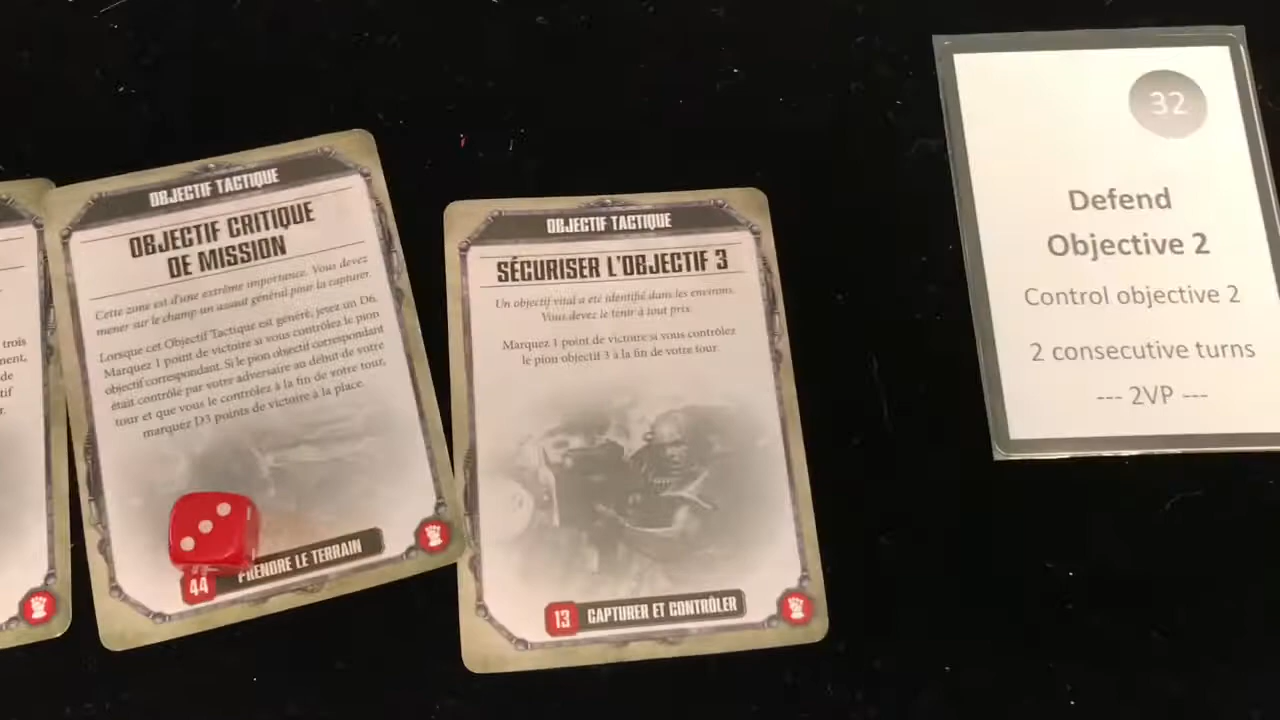 trois
ment,
de
tif
r.
OBJECTIF TACTIQUE
OBJECTIF CRITIQUE
DE MISSION
Cette zone est d'une extrême importance. Vous devez
mener sur le champ un assaut général pour la capturer.
Lorsque cet Objectif Tactique est généré, jetez un D6.
Marquez 1 point de victoire si vous contrôlez le pion
objectif correspondant. Si le pion objectif correspondant
était contrôlé par votre adversaire au début de votre
tour et que vous le contrôlez à la fin de votre tour,
marquez D3 points de victoire à la place.
44 PRENDRE LE TERRAIN
OBJECTIF TACTIQUE
SÉCURISER L'OBJECTIF 3
Un objectif vital a été identifié dans les environs.
Vous devez le tenir à tout prix.
Marquez 1 point de victoire si vous contrôlez
le pion objectif 3 à la fin de votre tour.
13 CAPTURER ET CONTRÔLER
32
Defend
Objective 2
Control objective 2
2 consecutive turns
--- 2VP ---